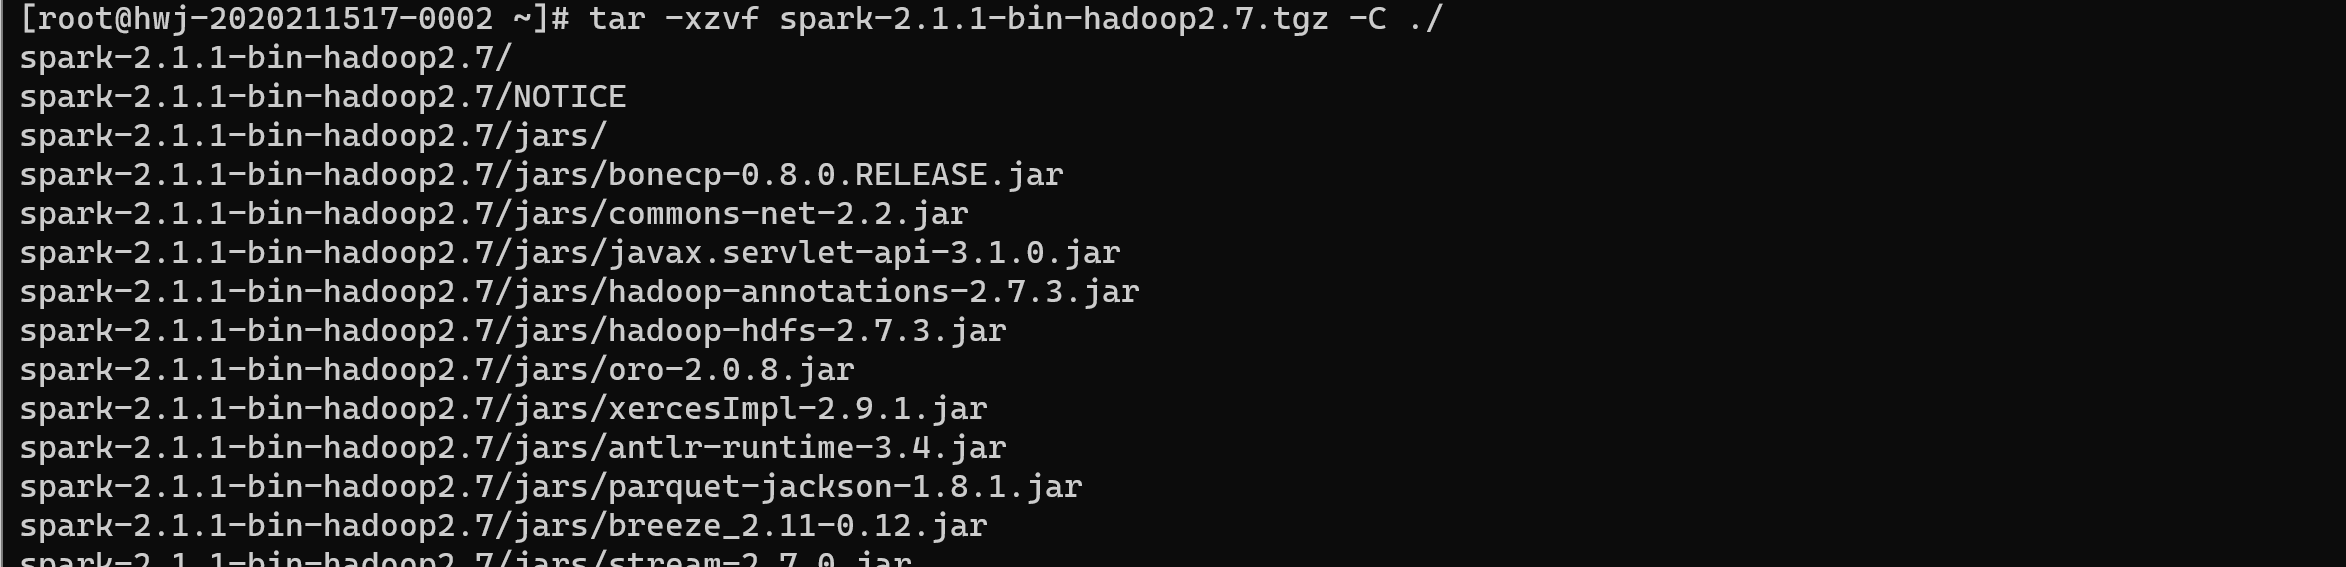 [root@hwj-2020211517-0002 ~]# tar -xzvf spark-2.1.1-bin-hadoop2.7.tgz -C ./
spark-2.1.1-bin-hadoop2.7/
spark-2.1.1-bin-hadoop2.7/NOTICE
spark-2.1.1-bin-hadoop2.7/jars/
spark-2.1.1-bin-hadoop2.7/jars/bonecp-0.8.0.RELEASE.jar
spark-2.1.1-bin-hadoop2.7/jars/commons-net-2.2.jar
spark-2.1.1-bin-hadoop2.7/jars/javax.servlet-api-3.1.0.jar
spark-2.1.1-bin-hadoop2.7/jars/hadoop-annotations-2.7.3.jar
spark-2.1.1-bin-hadoop2.7/jars/hadoop-hdfs-2.7.3.jar
spark-2.1.1-bin-hadoop2.7/jars/oro-2.0.8.jar
spark-2.1.1-bin-hadoop2.7/jars/xercesImpl-2.9.1.jar
spark-2.1.1-bin-hadoop2.7/jars/antlr-runtime-3.4.jar
spark-2.1.1-bin-hadoop2.7/jars/parquet-jackson-1.8.1.jar
spark-2.1.1-bin-hadoop2.7/jars/breeze_2.11-0.12.jar
spark-2.1.1-bin-hadoop2.7/jars/stream-2.7.0.jar